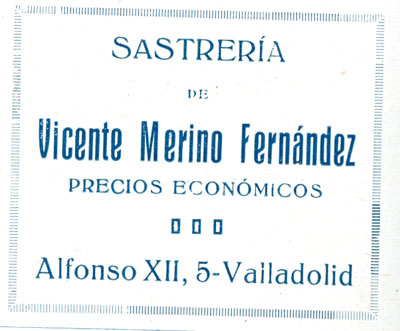 SASTRERÍA
DE
Vicente Merino Fernández
PRECIOS ECONÓMICOS
Alfonso XII, 5-Valladolid